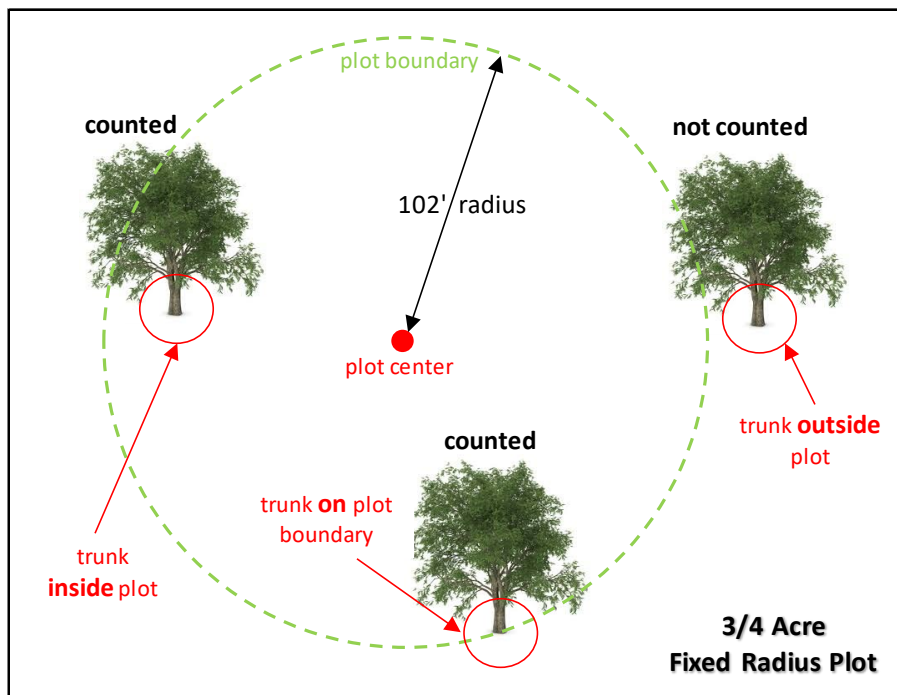 plot boundary
counted
not counted
102' radius
plot center
counted
trunk outside
plot
trunk on plot
boundary
trunk
inside plot
3/4 Acre
Fixed Radius Plot